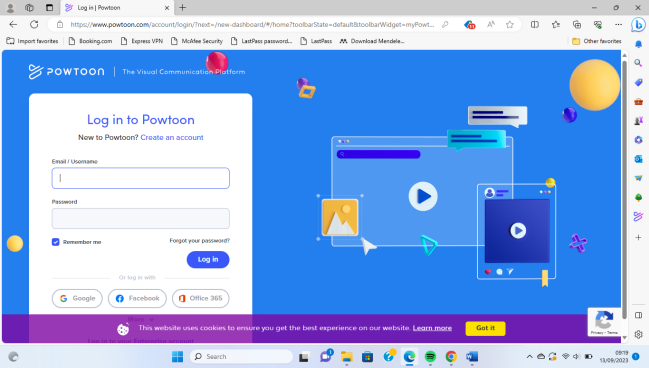 Log in | Powtoon
https://www.powtoon.com/account/login/?next=/new-dashboard/#/home?toolbarState=default&toolbarWidget=myPowt...
Import favorites
Booking.com
Express VPN
McAfee Security
LastPass password...
LastPass
Download Mendele...
Other favorites
POWTOON | The Visual Communication Platform
Log in to Powtoon
New to Powtoon? Create an account
Email / Username
Password
Remember me
Forgot your password?
Log in
Or log in with
Google
Facebook
Office 365
More
This website uses cookies to ensure you get the best experience on our website. Learn more
Got it
Log in to your Enterprise account
Privacy - Terms
Search
09:19
13/09/2023